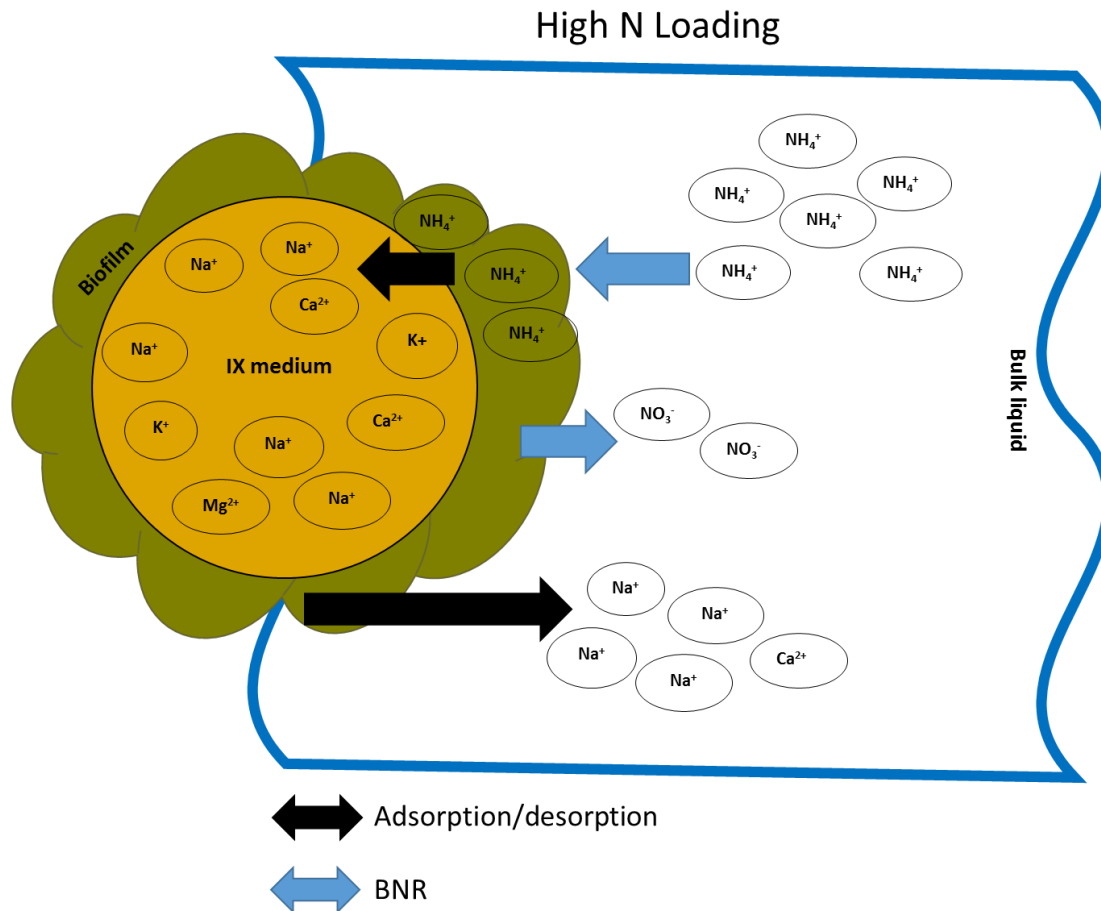 High N Loading
NH₄⁺
NH₄⁺
NH₄⁺
NH₄⁺
NH₄⁺
NH₄⁺
NH₄⁺
NH₄⁺
NH₄⁺
Biofilm
Na⁺
Na⁺
Ca²⁺
Na⁺
K+
IX medium
K⁺
Na⁺
Ca²⁺
Mg²⁺
Na⁺
Bulk liquid
NO₃⁻
NO₃⁻
Na⁺
Na⁺
Na⁺
Na⁺
Ca²⁺
Adsorption/desorption
BNR